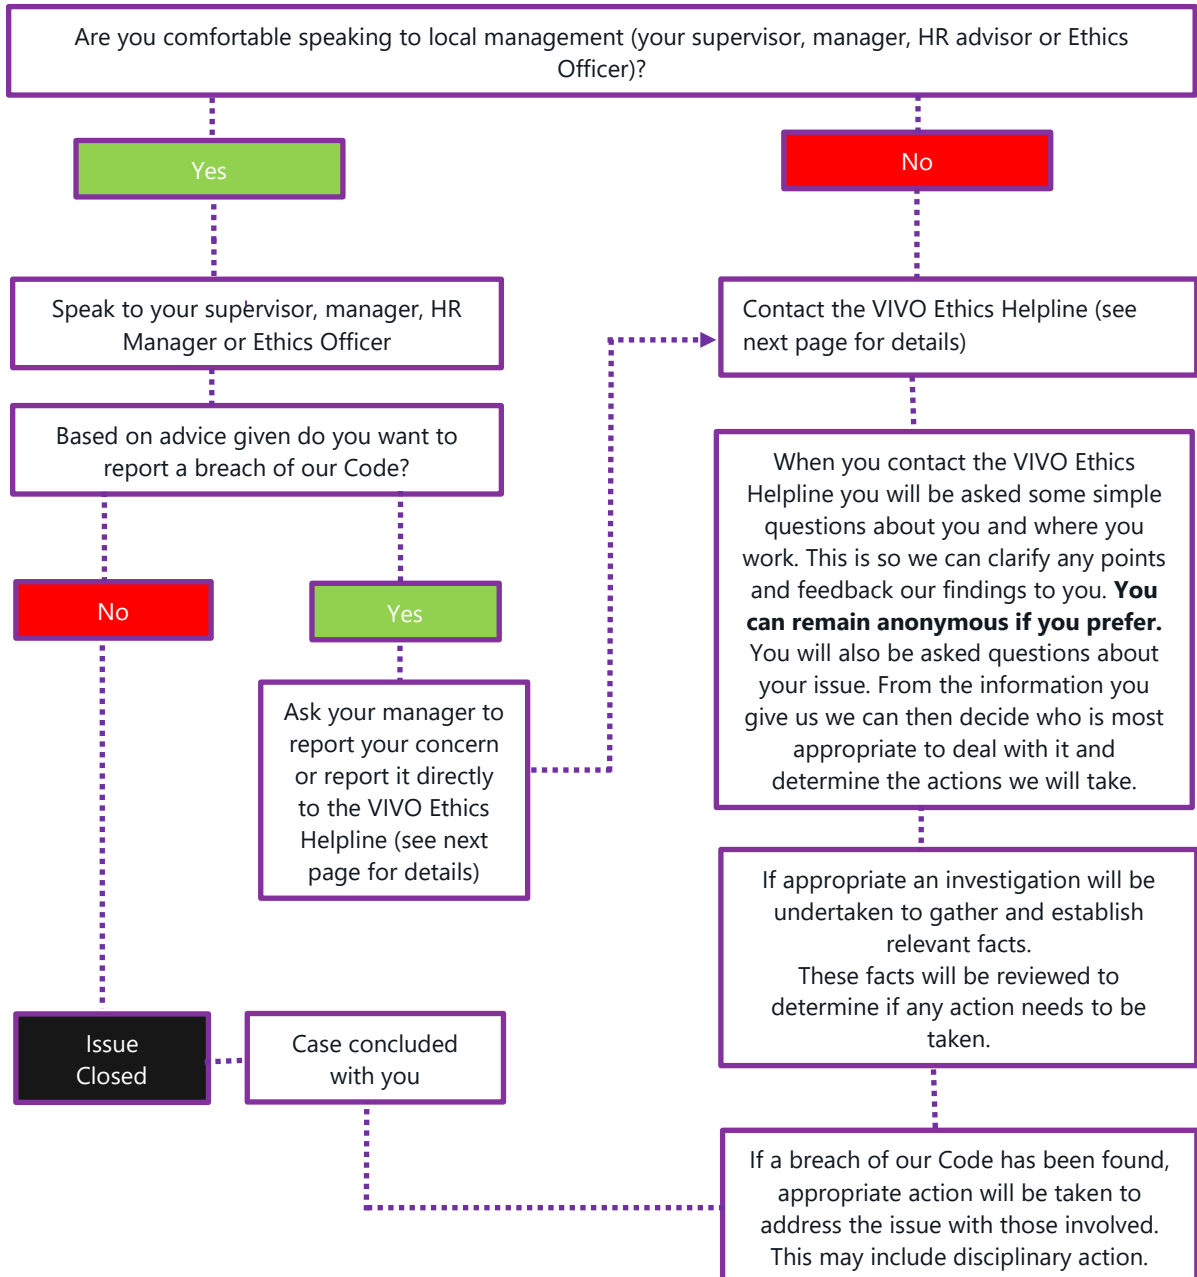 Are you comfortable speaking to local management (your supervisor, manager, HR advisor or Ethics
Officer)?
Yes
No
Speak to your supervisor, manager, HR
Manager or Ethics Officer
Contact the VIVO Ethics Helpline (see
next page for details)
Based on advice given do you want to
report a breach of our Code?
When you contact the VIVO Ethics
Helpline you will be asked some simple
questions about you and where you
work. This is so we can clarify any points
and feedback our findings to you. You
can remain anonymous if you prefer.
You will also be asked questions about
your issue. From the information you
give us we can then decide who is most
appropriate to deal with it and
determine the actions we will take.
No
Yes
Ask your manager to
report your concern
or report it directly
to the VIVO Ethics
Helpline (see next
page for details)
If appropriate an investigation will be
undertaken to gather and establish
relevant facts.
These facts will be reviewed to
determine if any action needs to be
taken.
Issue
Closed
Case concluded
with you
If a breach of our Code has been found,
appropriate action will be taken to
address the issue with those involved.
This may include disciplinary action.